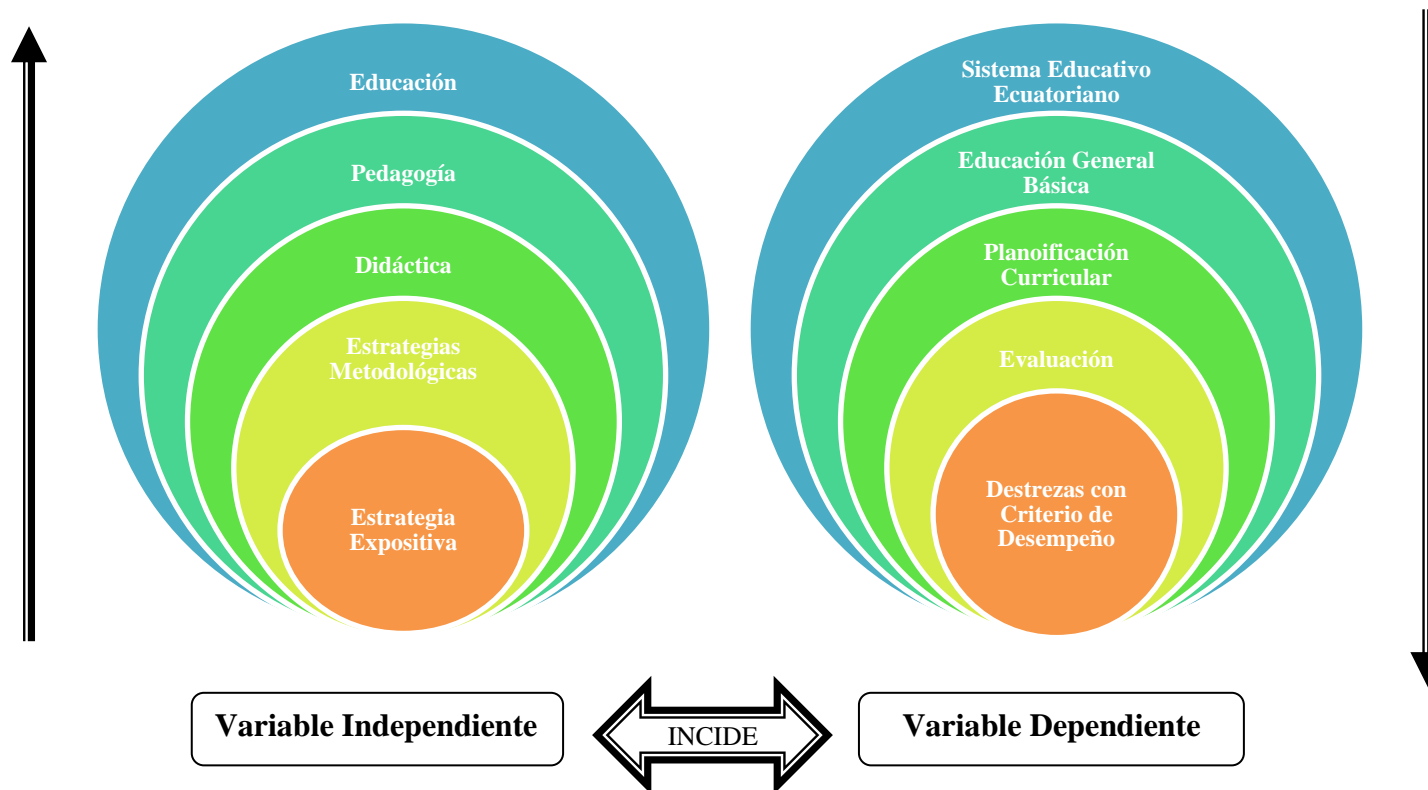 Educación
Pedagogía
Didáctica
Estrategias
Metodológicas
Estrategia
Expositiva
Sistema Educativo
Ecuatoriano
Educación General
Básica
Planoificación
Curricular
Evaluación
Destrezas con
Criterio de
Desempeño
Variable Independiente
INCIDE
Variable Dependiente